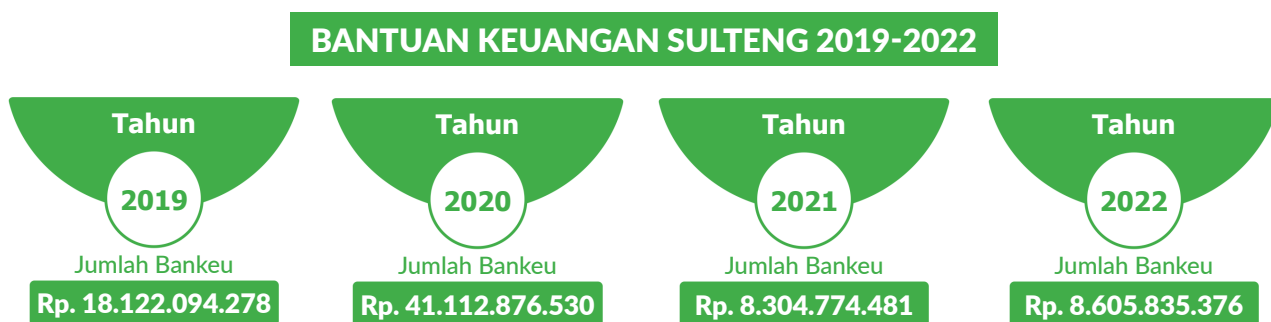 BANTUAN KEUANGAN SULTENG 2019-2022
Tahun
2019
Jumlah Bankeu
Rp. 18.122.094.278
Tahun
2020
Jumlah Bankeu
Rp. 41.112.876.530
Tahun
2021
Jumlah Bankeu
Rp. 8.304.774.481
Tahun
2022
Jumlah Bankeu
Rp. 8.605.835.376